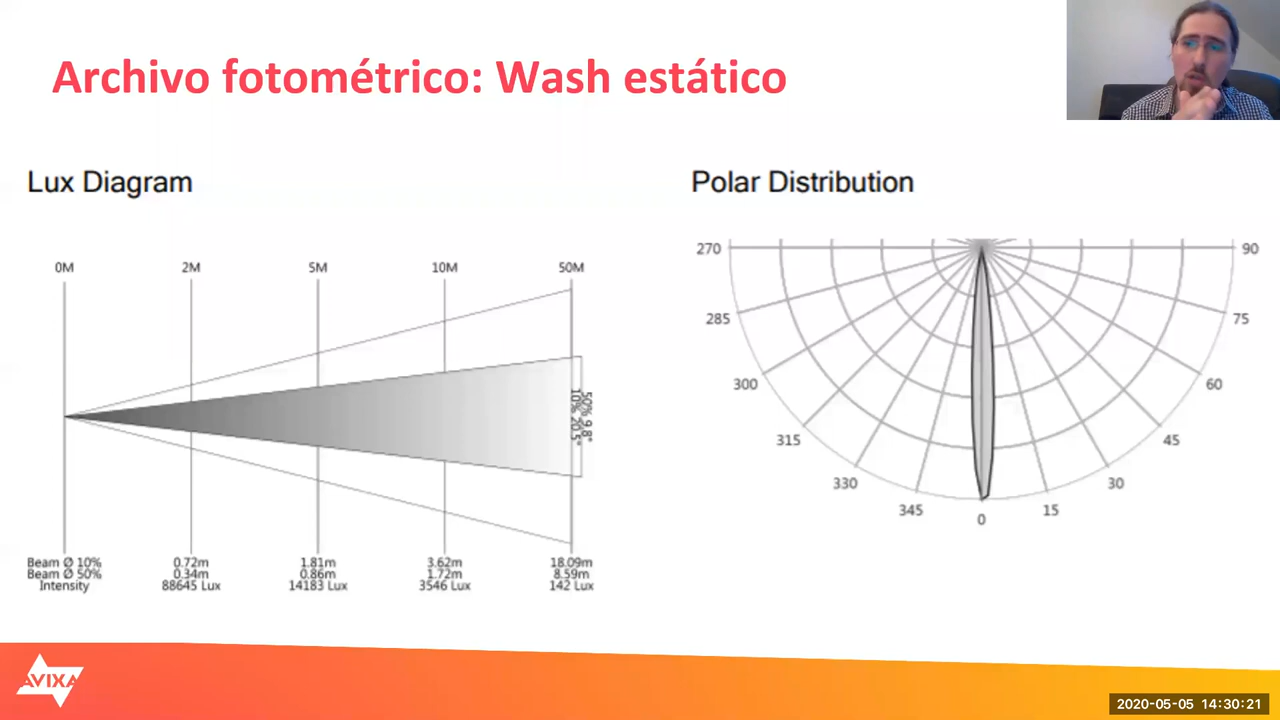 Archivo fotométrico: Wash estático
Lux Diagram
0M 2M 5M 10M 50M
50% 9.8°
10% 20.5°
Beam Ø 10% 0.72m 1.81m 3.62m 18.09m
Beam Ø 50% 0.34m 0.86m 1.72m 8.59m
Intensity 88645 Lux 14183 Lux 3546 Lux 142 Lux
Polar Distribution
270 90
285 75
300 60
315 45
330 30
345 15
0
AVIXA
2020-05-05 14:30:21